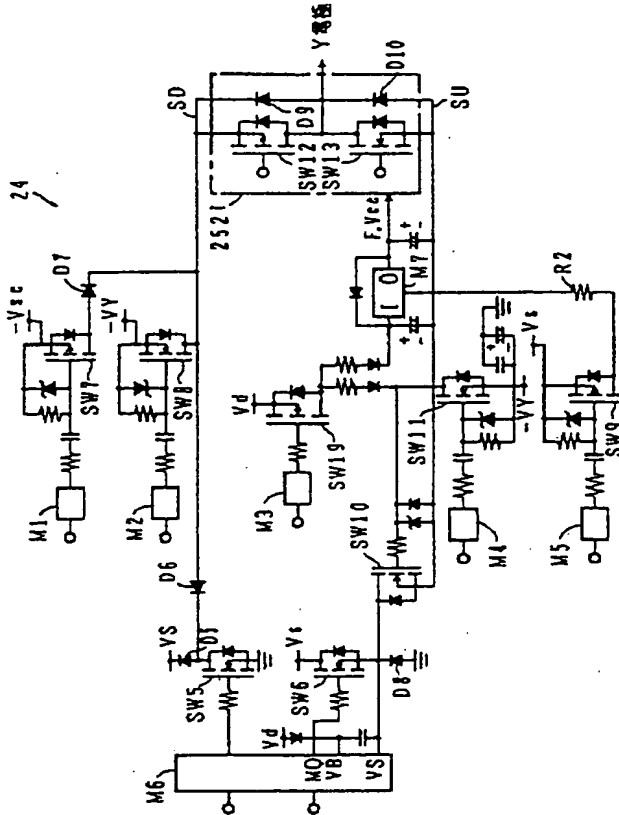 24
SD
Y電極
D10
D9
SW12
SW13
SU
2521
F.Vcc
-Vsc
D7
SW7
-VY
SW8
M1
M2
D6
VS
D5
SW5
Vs
SW6
D8
Vd
M6
MO
VB
VS
Vd
M3
SW19
M7
SW10
SW11
-VY
M4
Vs
R2
SW9
M5